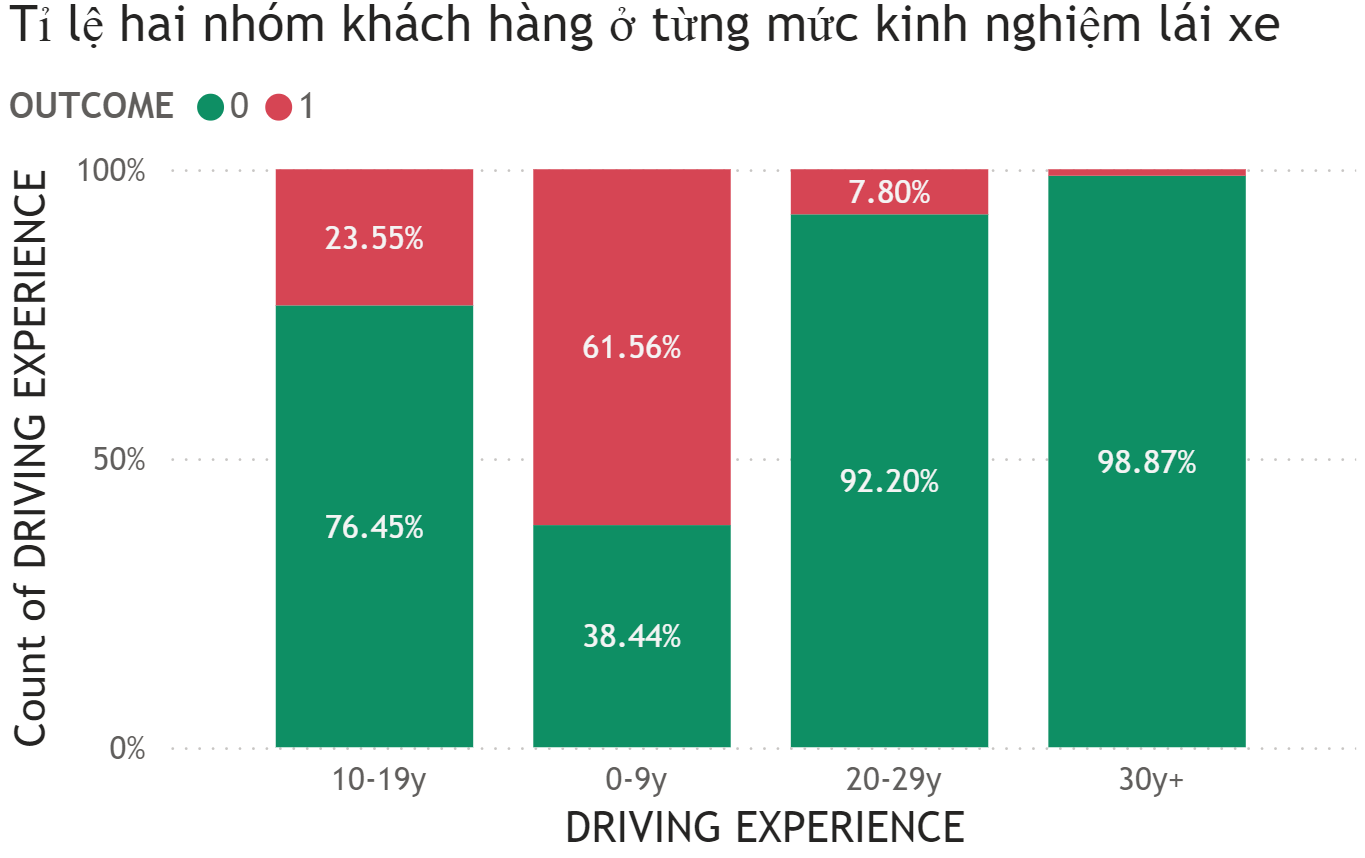 Tỉ lệ hai nhóm khách hàng ở từng mức kinh nghiệm lái xe
OUTCOME 0 1
Count of DRIVING EXPERIENCE
100%
50%
0%
23.55%
76.45%
61.56%
38.44%
7.80%
92.20%
98.87%
10-19y 0-9y 20-29y 30y+
DRIVING EXPERIENCE